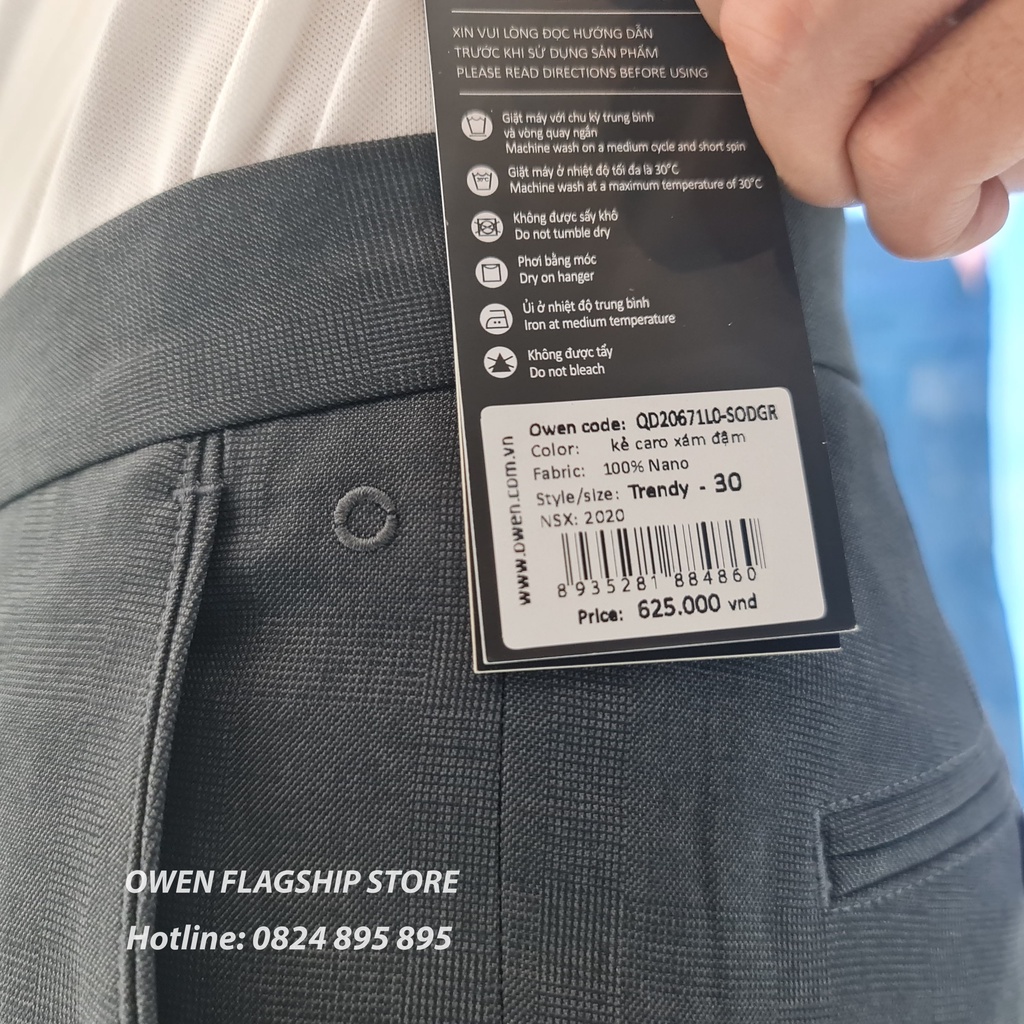 XIN VUI LÒNG ĐỌC HƯỚNG DẪN
TRƯỚC KHI SỬ DỤNG SẢN PHẨM
PLEASE READ DIRECTIONS BEFORE USING
Giặt máy với chu kỳ trung bình
và vòng quay ngắn
Machine wash on a medium cycle and short spin
30°C
Giặt máy ở nhiệt độ tối đa là 30°C
Machine wash at a maximum temperature of 30°C
Không được sấy khô
Do not tumble dry
Phơi bằng móc
Dry on hanger
Ủi ở nhiệt độ trung bình
Iron at medium temperature
Không được tẩy
Do not bleach
www.owen.com.vn
Owen code: QD20671L0-SODGR
Color: kẻ caro xám đậm
Fabric: 100% Nano
Style/size: Trendy - 30
NSX: 2020
8935281 884860
Price: 625.000 vnd
OWEN FLAGSHIP STORE
Hotline: 0824 895 895